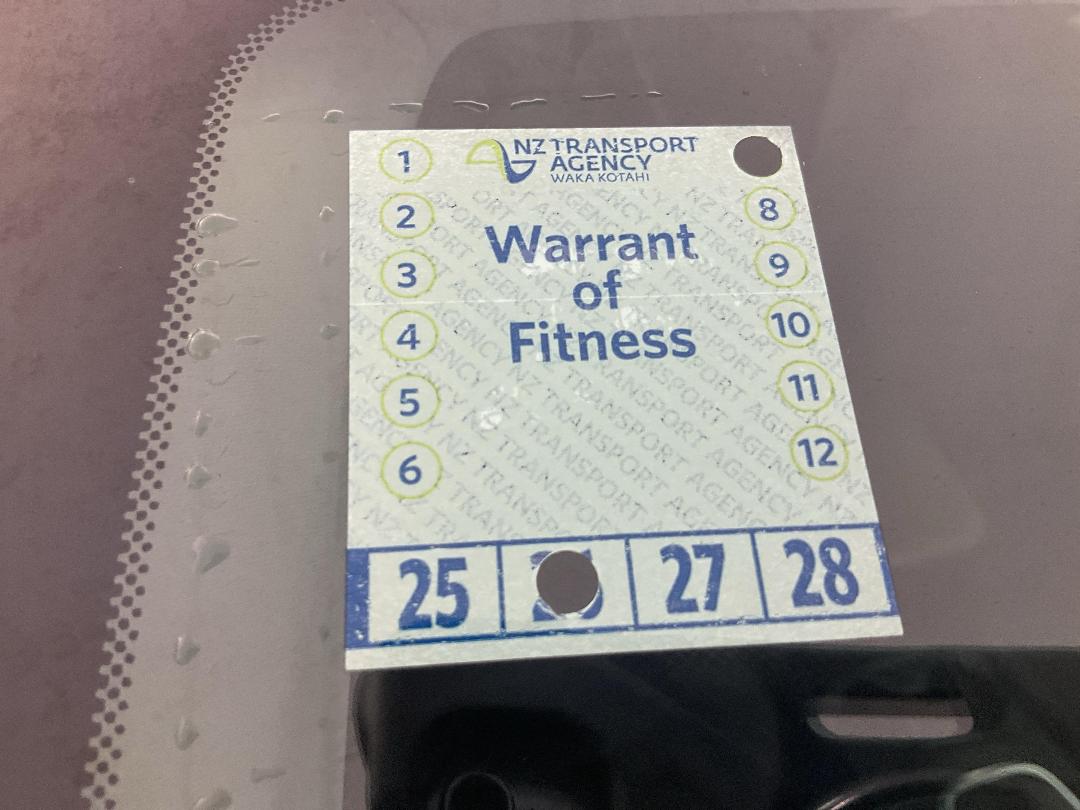 NZ TRANSPORT
AGENCY
WAKA KOTAHI
1
2
3
4
5
6
8
9
10
11
12
Warrant
of
Fitness
25
27
28